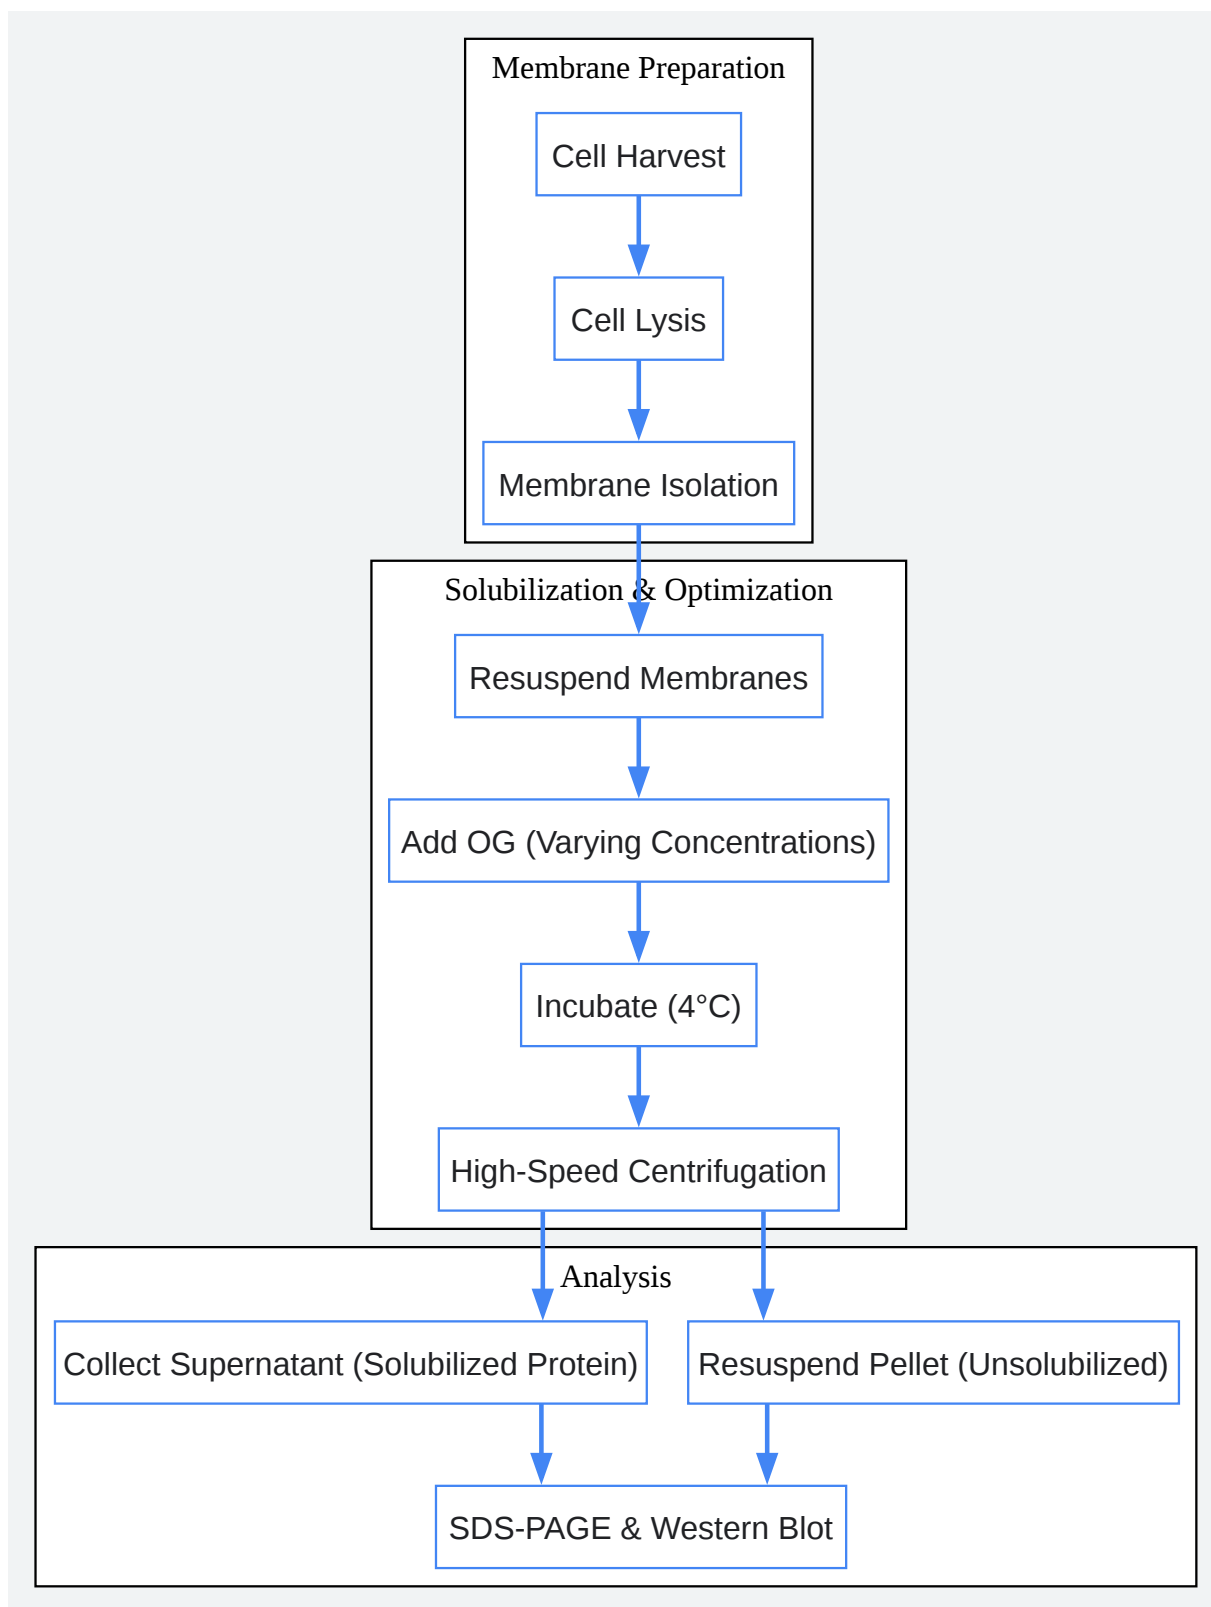 Membrane Preparation
Cell Harvest
Cell Lysis
Membrane Isolation
Solubilization & Optimization
Resuspend Membranes
Add OG (Varying Concentrations)
Incubate (4°C)
High-Speed Centrifugation
Analysis
Collect Supernatant (Solubilized Protein)
Resuspend Pellet (Unsolubilized)
SDS-PAGE & Western Blot